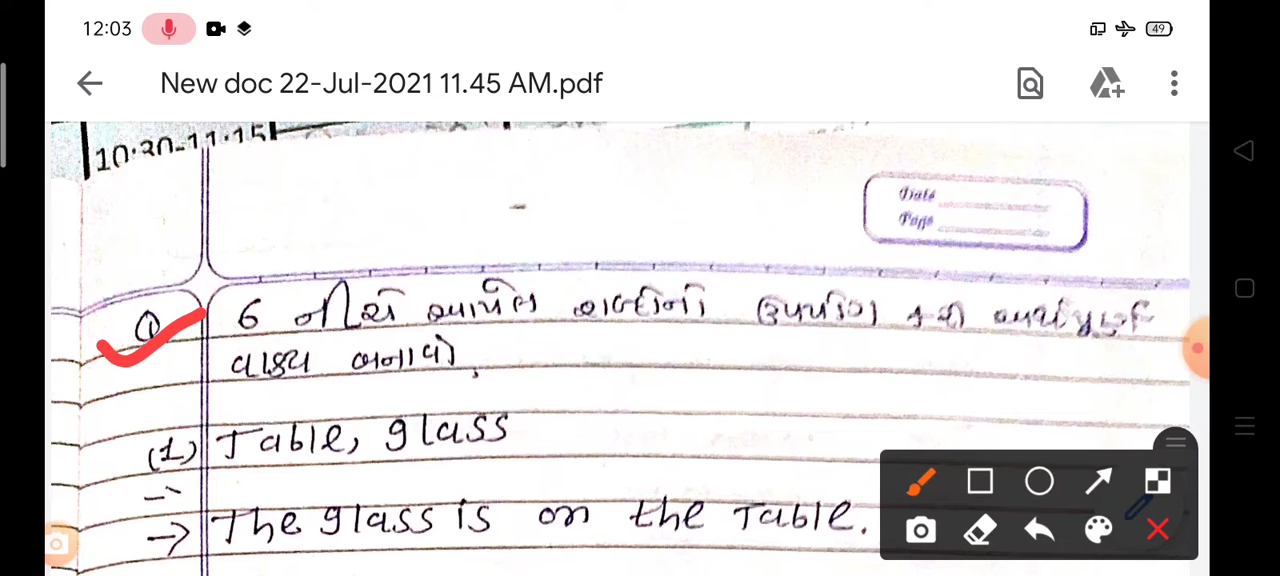 12:03
49
New doc 22-Jul-2021 11.45 AM.pdf
10.30-11.15
Date
Page
① 6 નીચે આપેલ શબ્દોનો ઉપયોગ કરી અર્થપૂર્ણ
વાક્ય બનાવો.
(1) Table, glass
→ The glass is on the Table.